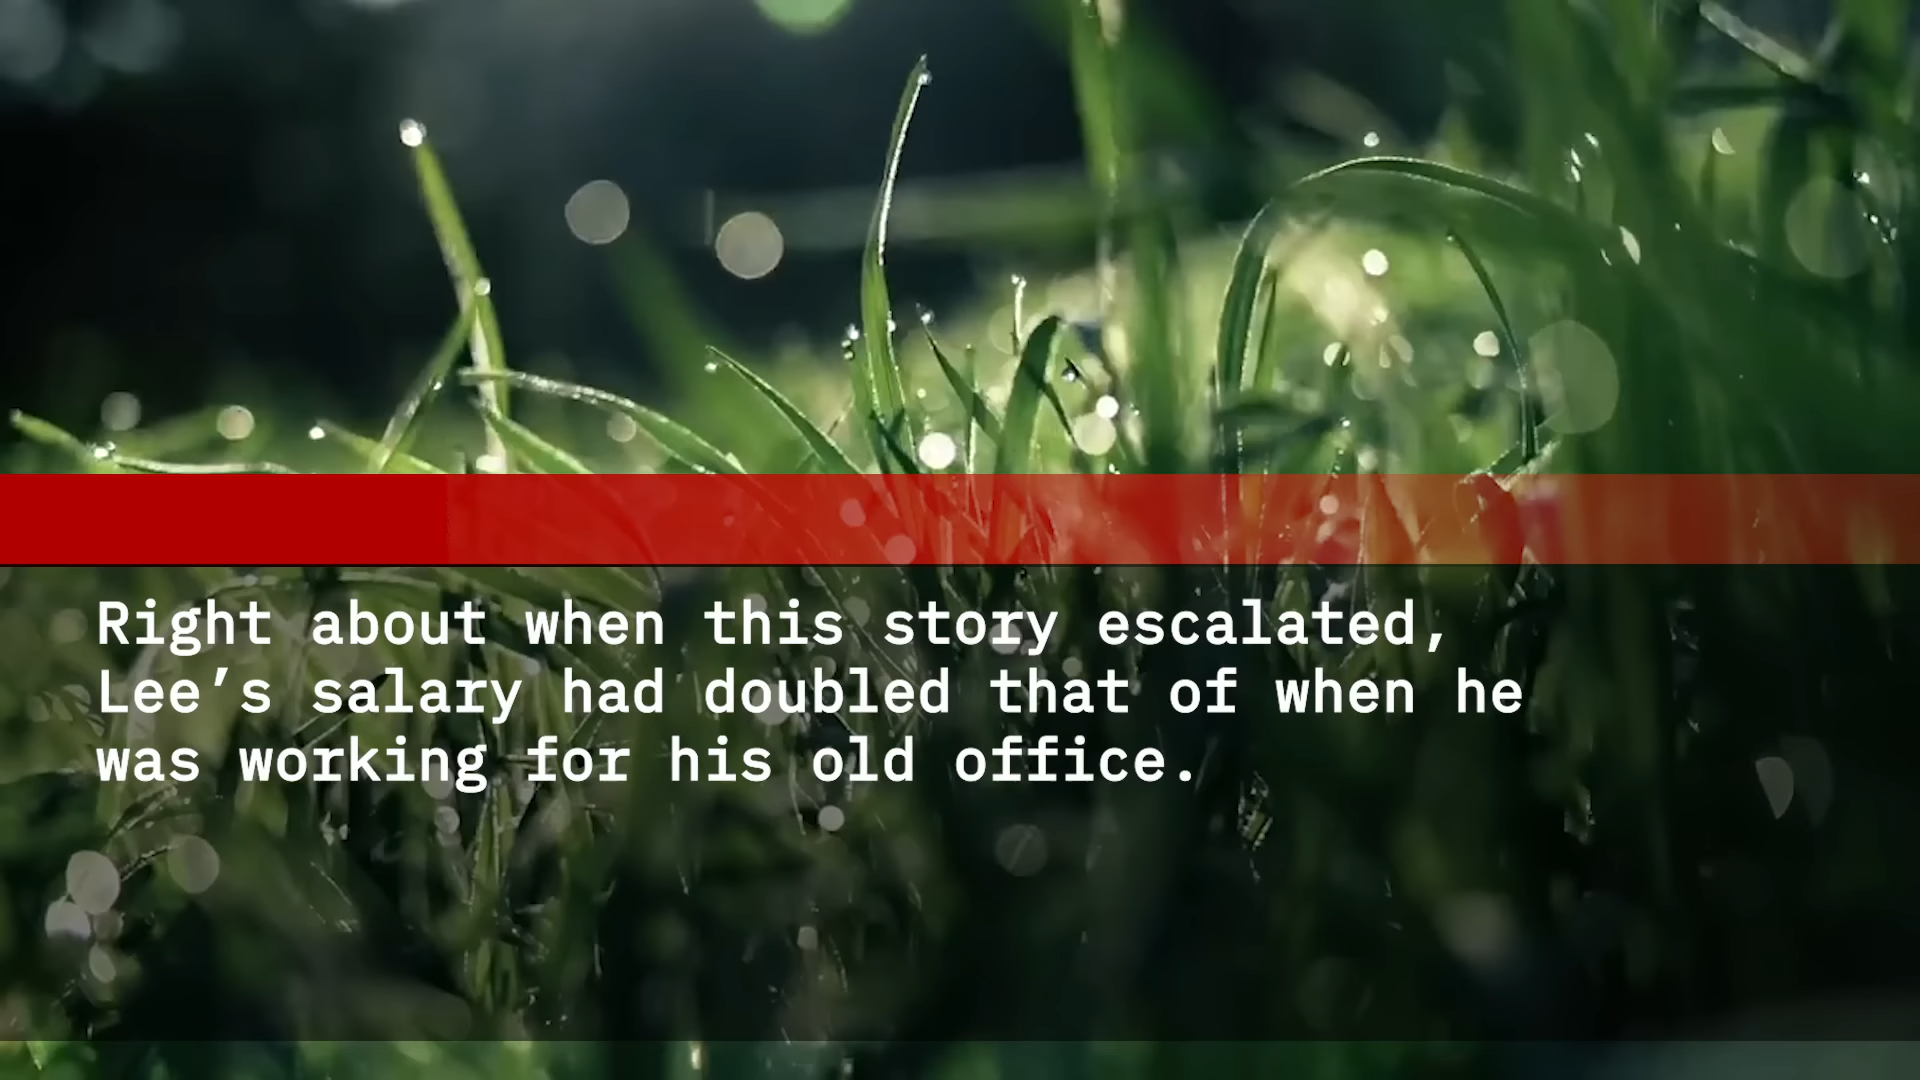 Right about when this story escalated,
Lee’s salary had doubled that of when he
was working for his old office.